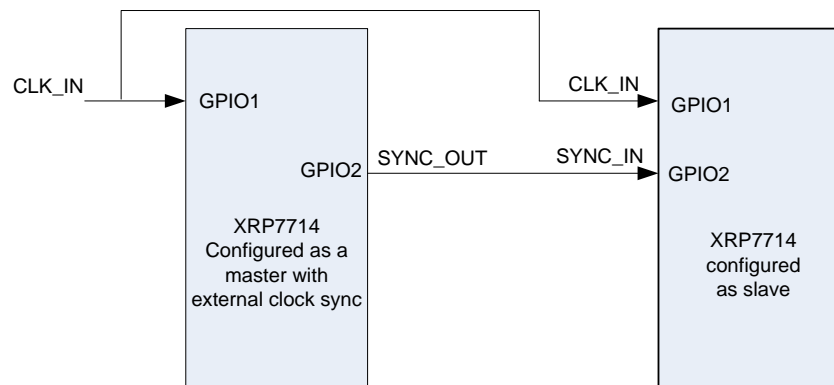 CLK_IN
GPIO1
GPIO2
XRP7714
Configured as a
master with
external clock sync
SYNC_OUT
CLK_IN
SYNC_IN
GPIO1
GPIO2
XRP7714
configured
as slave